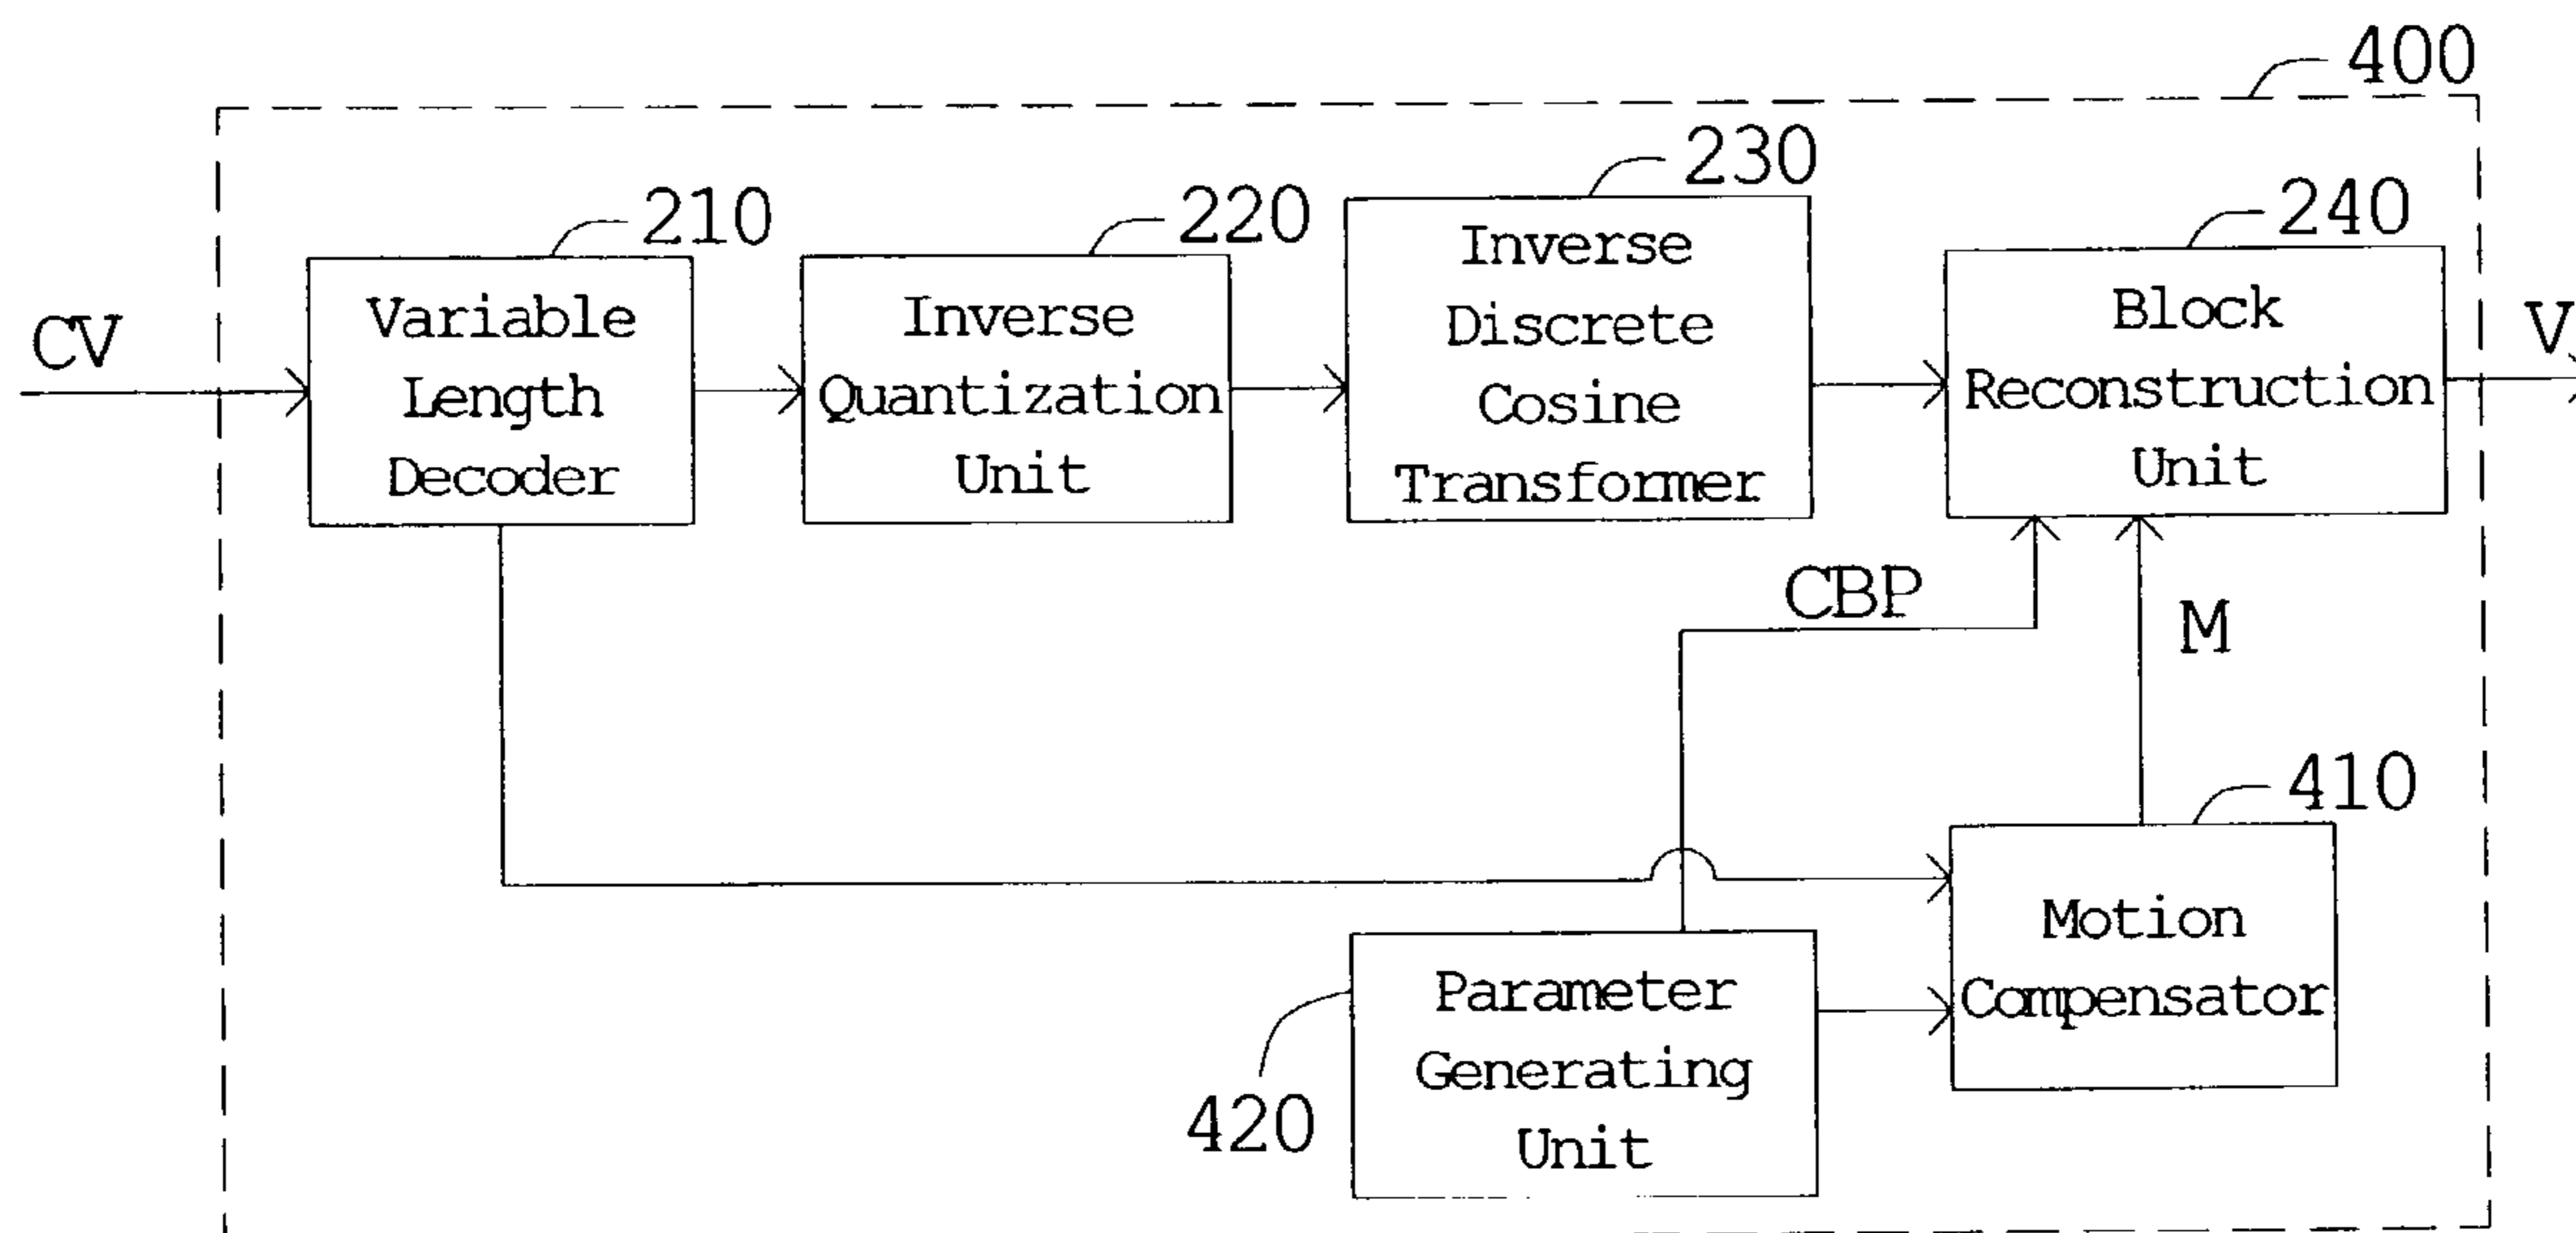 400
230
210
220
240
CV
Variable
Length
Decoder
Inverse
Quantization
Unit
Inverse
Discrete
Cosine
Transformer
Block
Reconstruction
Unit
V
CBP
M
410
Motion
Compensator
Parameter
Generating
Unit
420